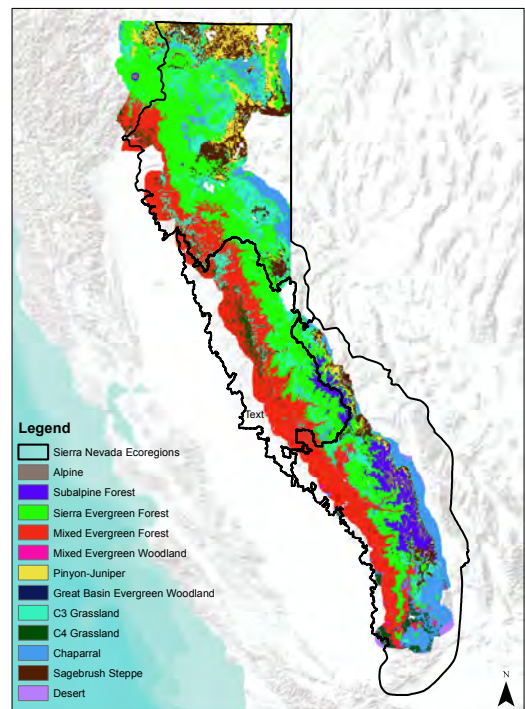 Text
Legend
Sierra Nevada Ecoregions
Alpine
Subalpine Forest
Sierra Evergreen Forest
Mixed Evergreen Forest
Mixed Evergreen Woodland
Pinyon-Juniper
Great Basin Evergreen Woodland
C3 Grassland
C4 Grassland
Chaparral
Sagebrush Steppe
Desert
N